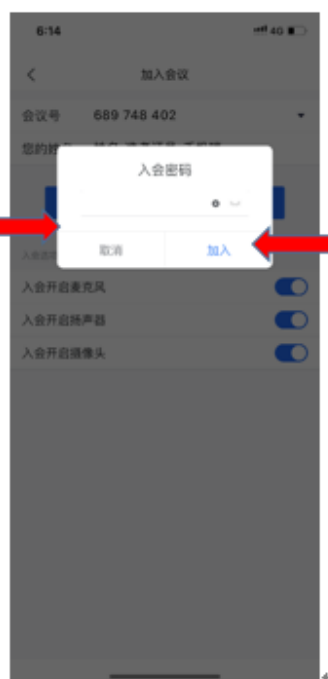 6:14 4G
加入会议
会议号 689 748 402
您的姓名
入会密码
取消 加入
入会开启麦克风
入会开启扬声器
入会开启摄像头